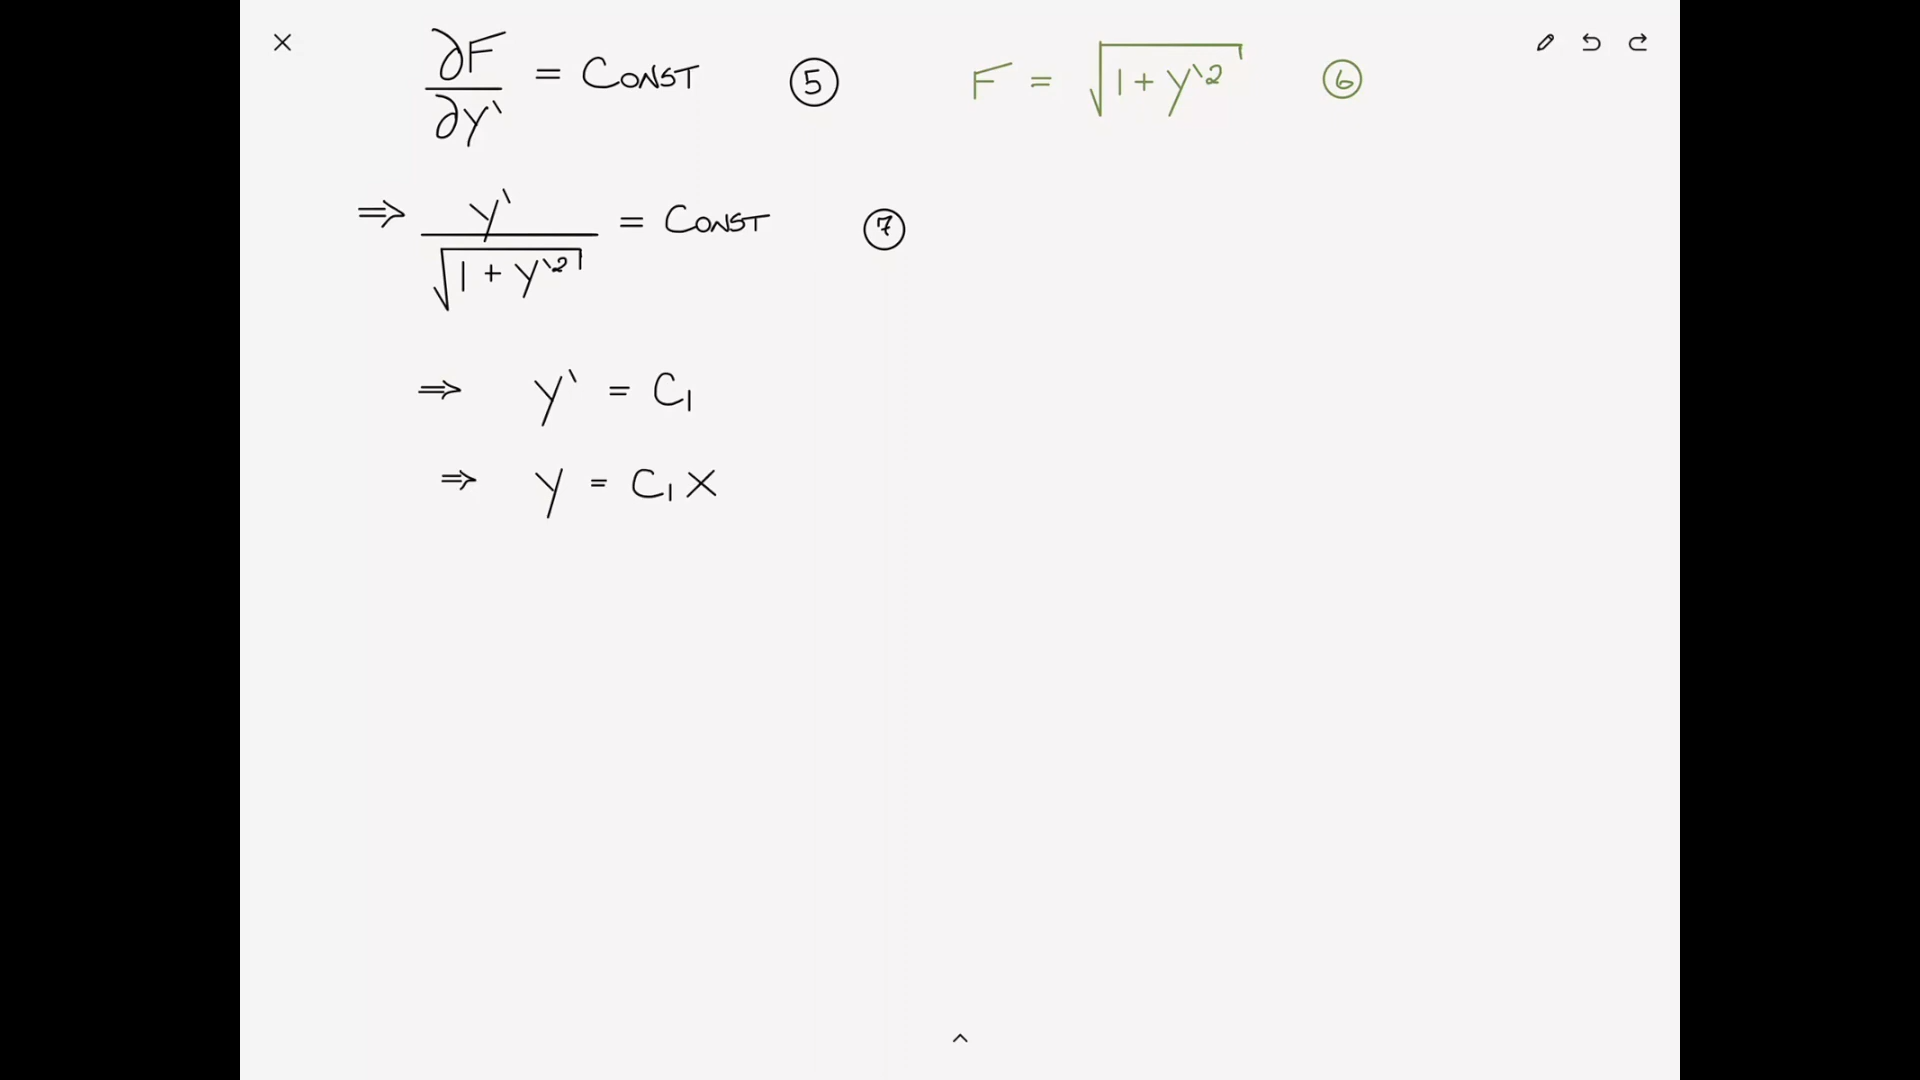 ∂F/∂y` = CONST ⑤ F = √(1 + y`²) ⑥
⇒ y`/√(1 + y`²) = CONST ⑦
⇒ y` = C₁
⇒ y = C₁x